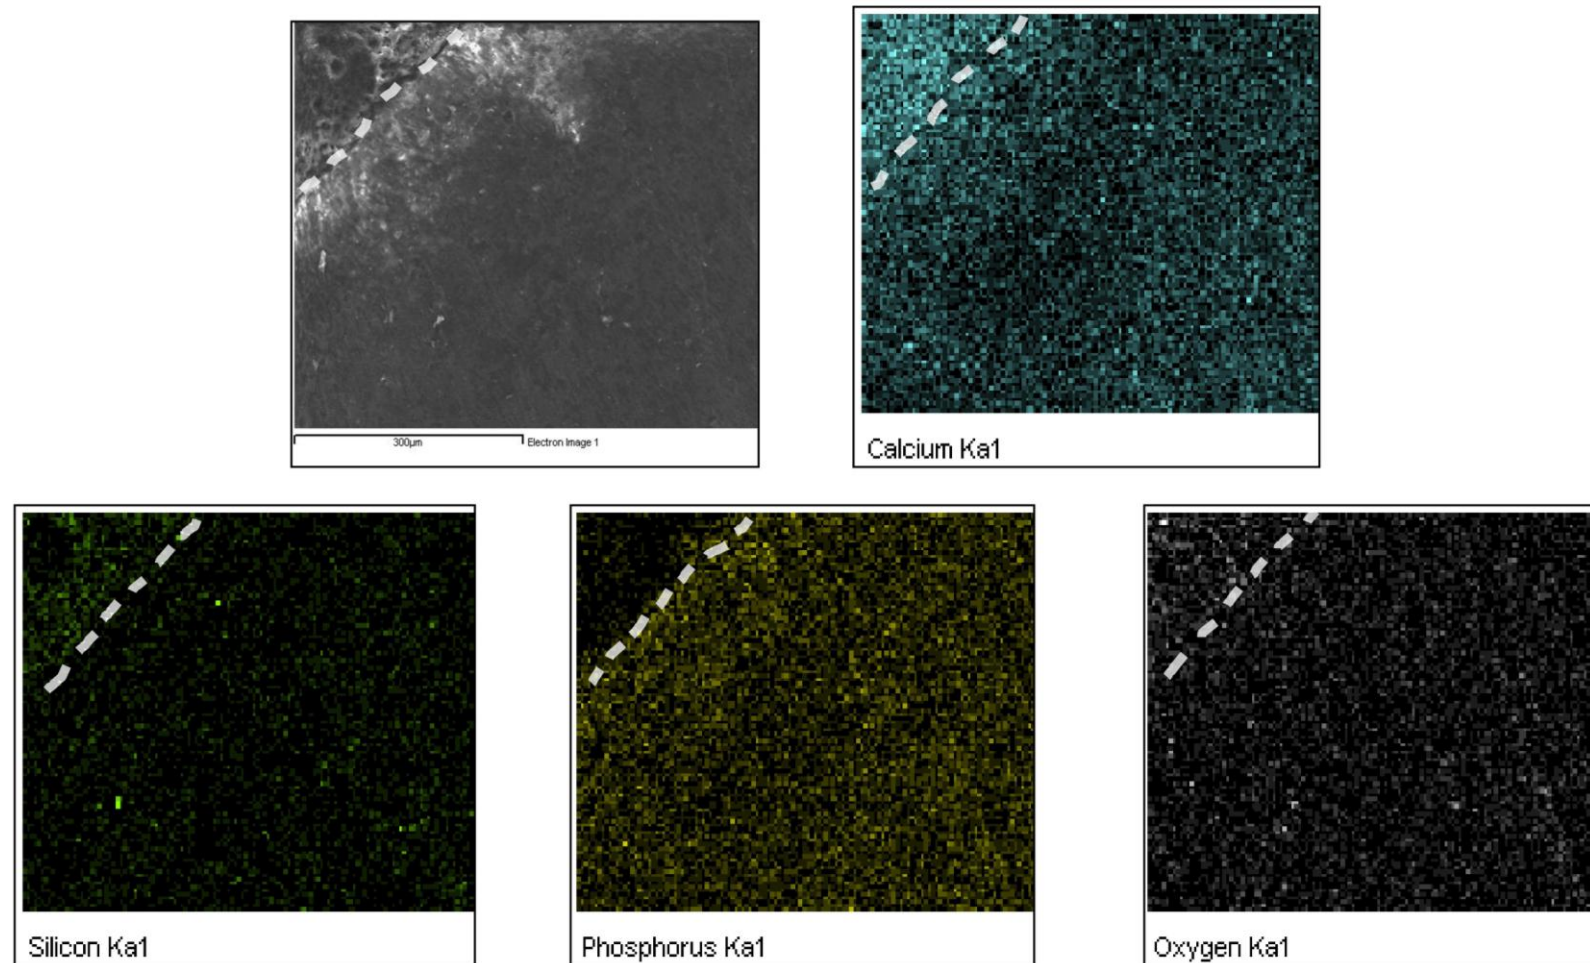 300µm
Electron Image 1
Calcium Ka1
Silicon Ka1
Phosphorus Ka1
Oxygen Ka1